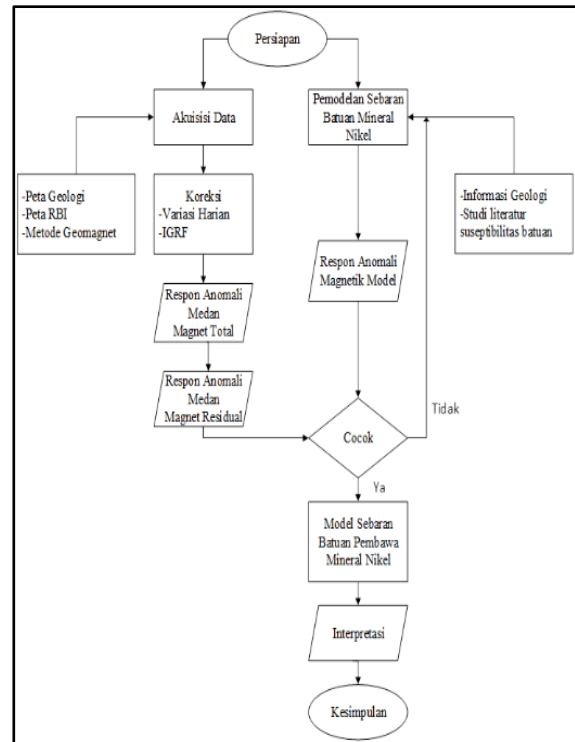 Persiapan
Akuisisi Data
Pemodelan Sebaran
Batuan Mineral
Nikel
-Peta Geologi
-Peta RBI
-Metode Geomagnet
Koreksi
-Variasi Harian
-IGRF
-Informasi Geologi
-Studi literatur
suseptibilitas batuan
Respon Anomali
Medan
Magnet Total
Respon Anomali
Magnetik Model
Respon Anomali
Medan
Magnet Residual
Cocok
Tidak
Ya
Model Sebaran
Batuan Pembawa
Mineral Nikel
Interpretasi
Kesimpulan